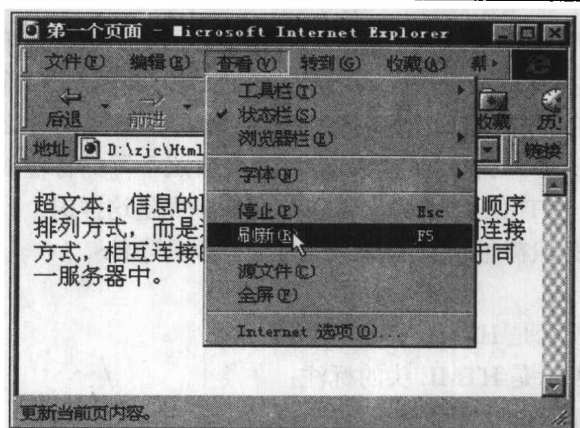 第一个页面 - Microsoft Internet Explorer
文件(F) 编辑(E) 查看(V) 转到(G) 收藏(A) 帮
后退 前进 收藏 历
地址 D:\zjc\Html 链接
工具栏(T)
✓ 状态栏(S)
浏览器栏(E)
字体(N)
停止(P) Esc
刷新(R) F5
源文件(C)
全屏(F)
Internet 选项(O)...
超文本：信息的 的顺序
排列方式，而是 连接
方式，相互连接 于同
一服务器中。
更新当前页内容。